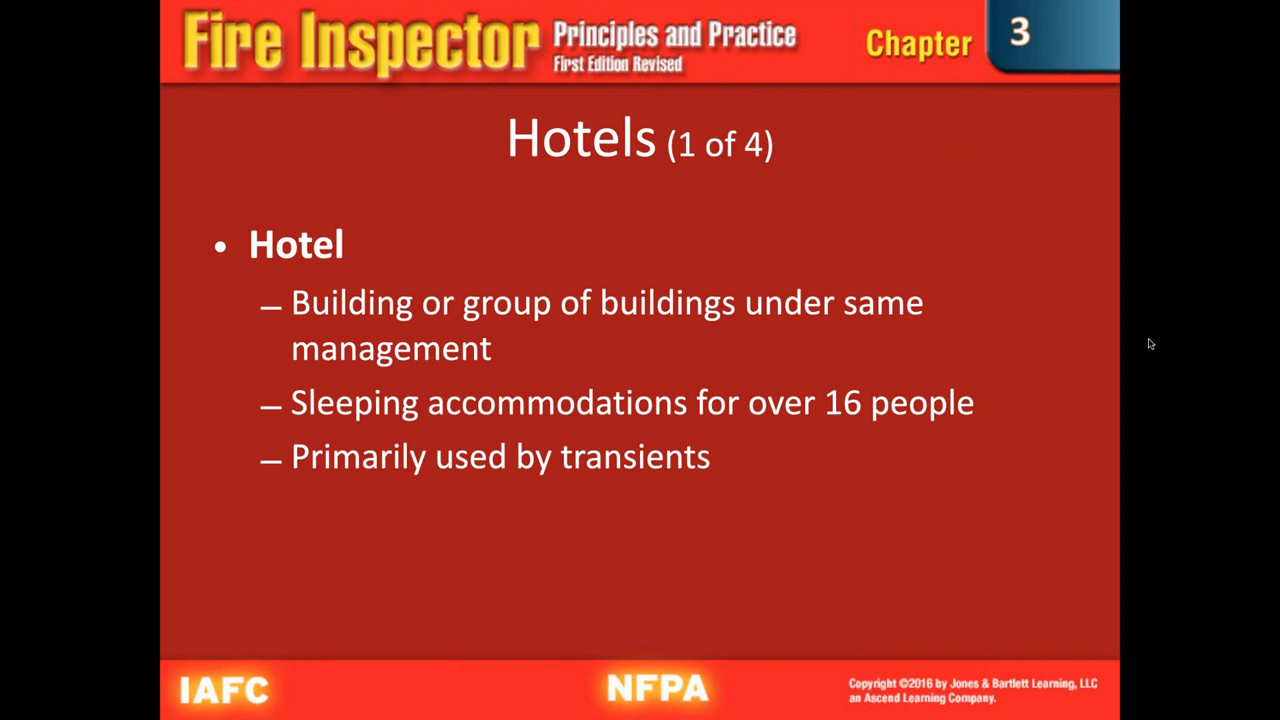 Fire Inspector Principles and Practice
First Edition Revised
Chapter 3
Hotels (1 of 4)
• Hotel
– Building or group of buildings under same
management
– Sleeping accommodations for over 16 people
– Primarily used by transients
IAFC
NFPA
Copyright ©2016 by Jones & Bartlett Learning, LLC
an Ascend Learning Company.